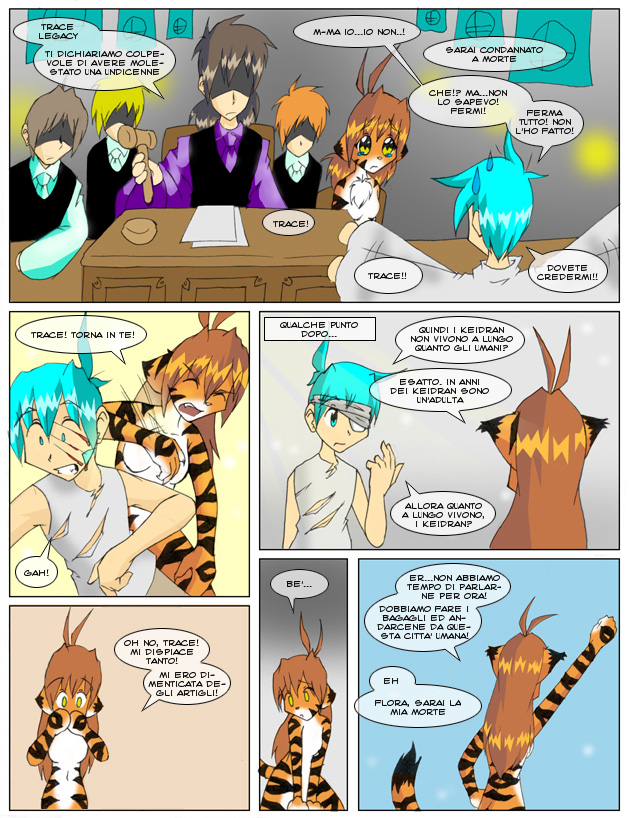 TRACE
LEGACY
TI DICHIARIAMO COLPE-
VOLE DI AVERE MOLE-
STATO UNA UNDICENNE
M-MA IO...IO NON..!
SARAI CONDANNATO
A MORTE
CHE!? MA...NON
LO SAPEVO!
FERMI!
FERMA
TUTTO! NON
L'HO FATTO!
TRACE!
TRACE!!
DOVETE
CREDERMI!!
TRACE! TORNA IN TE!
GAH!
QUALCHE PUNTO
DOPO...
QUINDI I KEIDRAN
NON VIVONO A LUNGO
QUANTO GLI UMANI?
ESATTO. IN ANNI
DEI KEIDRAN SONO
UN'ADULTA
ALLORA QUANTO
A LUNGO VIVONO,
I KEIDRAN?
OH NO, TRACE!
MI DISPIACE
TANTO!
MI ERO DI-
MENTICATA DE-
GLI ARTIGLI!
BE'...
ER...NON ABBIAMO
TEMPO DI PARLAR-
NE PER ORA!
DOBBIAMO FARE I
BAGAGLI ED AN-
DARCENE DA QUE-
STA CITTA' UMANA!
EH
FLORA, SARAI LA
MIA MORTE